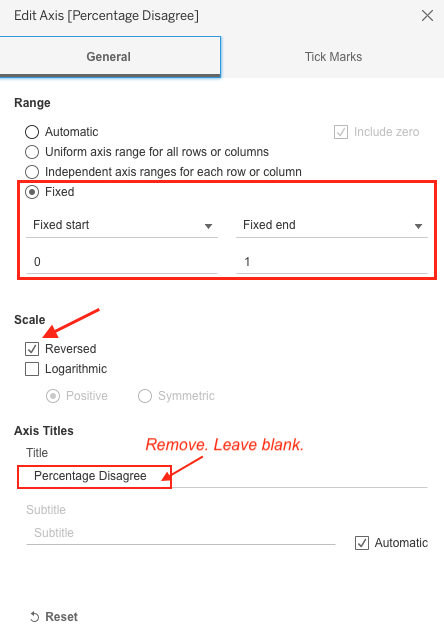 Edit Axis [Percentage Disagree]
General
Tick Marks
Range
Automatic
Include zero
Uniform axis range for all rows or columns
Independent axis ranges for each row or column
Fixed
Fixed start
Fixed end
0
1
Scale
Reversed
Logarithmic
Positive
Symmetric
Axis Titles
Remove. Leave blank.
Title
Percentage Disagree
Subtitle
Subtitle
Automatic
Reset